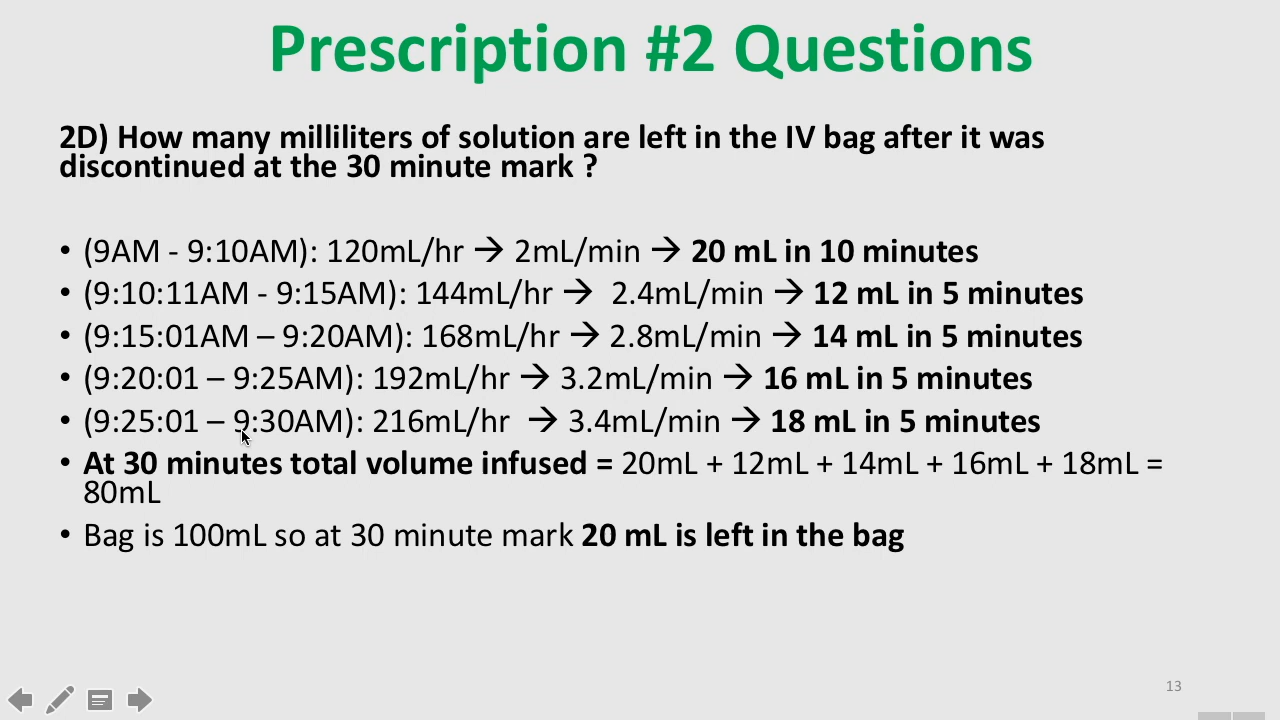 Prescription #2 Questions
2D) How many milliliters of solution are left in the IV bag after it was
discontinued at the 30 minute mark ?
• (9AM - 9:10AM): 120mL/hr → 2mL/min → 20 mL in 10 minutes
• (9:10:11AM - 9:15AM): 144mL/hr → 2.4mL/min → 12 mL in 5 minutes
• (9:15:01AM – 9:20AM): 168mL/hr → 2.8mL/min → 14 mL in 5 minutes
• (9:20:01 – 9:25AM): 192mL/hr → 3.2mL/min → 16 mL in 5 minutes
• (9:25:01 – 9:30AM): 216mL/hr → 3.4mL/min → 18 mL in 5 minutes
• At 30 minutes total volume infused = 20mL + 12mL + 14mL + 16mL + 18mL =
80mL
• Bag is 100mL so at 30 minute mark 20 mL is left in the bag
13